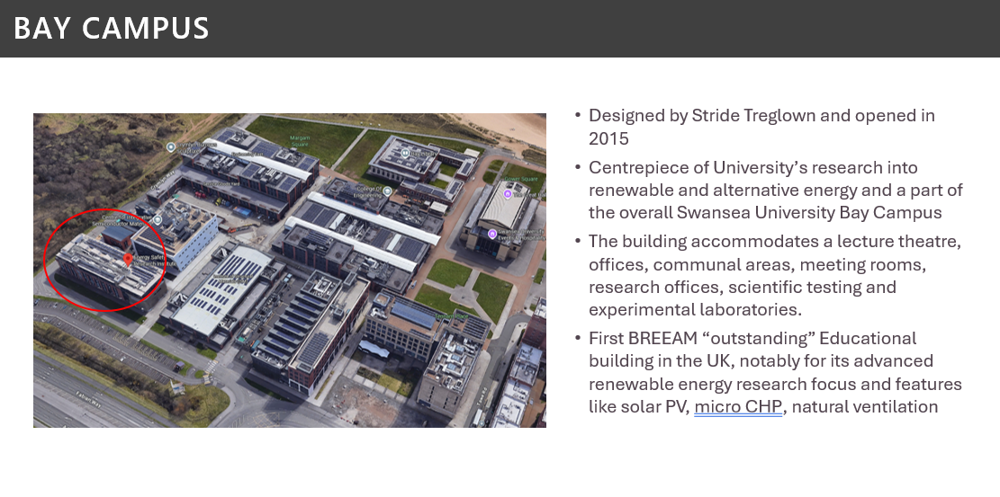 BAY CAMPUS
• Designed by Stride Treglown and opened in
2015
• Centrepiece of University's research into
renewable and alternative energy and a part of
the overall Swansea University Bay Campus
• The building accommodates a lecture theatre,
offices, communal areas, meeting rooms,
research offices, scientific testing and
experimental laboratories.
• First BREEAM “outstanding” Educational
building in the UK, notably for its advanced
renewable energy research focus and features
like solar PV, micro CHP, natural ventilation
Margam
Square
College Of
Engineering
Energy Safety
Research Institute
Fabian Way